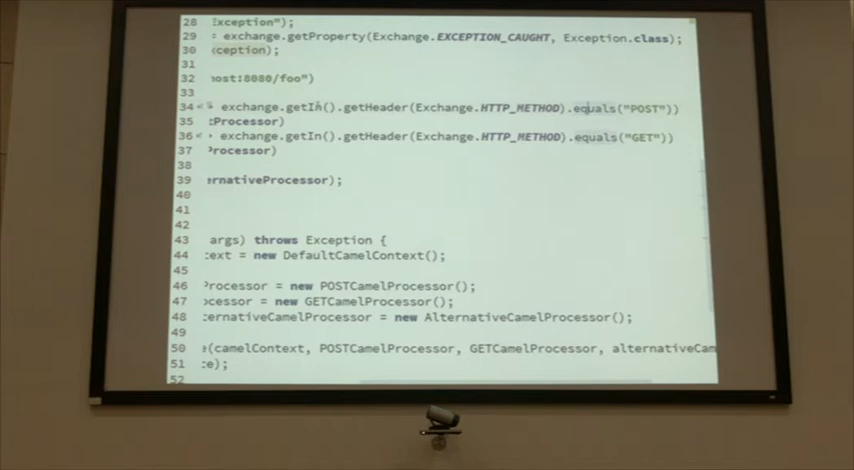 28 Exception");
29 = exchange.getProperty(Exchange.EXCEPTION_CAUGHT, Exception.class);
30 ception);
31
32 ost:8080/foo")
33
34 exchange.getIn().getHeader(Exchange.HTTP_METHOD).equals("POST"))
35 Processor)
36 exchange.getIn().getHeader(Exchange.HTTP_METHOD).equals("GET"))
37 rocessor)
38
39 ernativeProcessor);
40
41
42
43 args) throws Exception {
44 ext = new DefaultCamelContext();
45
46 rocessor = new POSTCamelProcessor();
47 ocessor = new GETCamelProcessor();
48 ernativeCamelProcessor = new AlternativeCamelProcessor();
49
50 (camelContext, POSTCamelProcessor, GETCamelProcessor, alternativeCam
51 e);
52